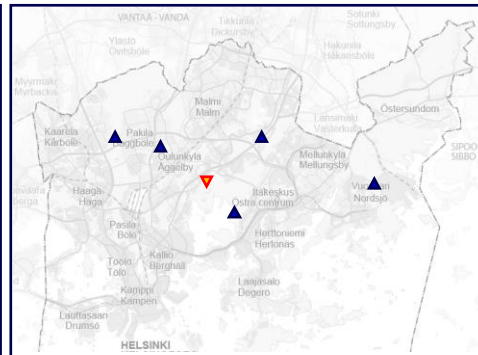 VANTAA - VANDA
Tikkurila
Dickursby
Sotunki
Sottungsby
Ylästö
Övitsböle
Hakunila
Håkansböle
Myyrmäki
Myrbacka
Malmi
Malm
Östersundom
Länsimäki
Västerkulla
Kaarela
Kårböle
Pakila
Baggböle
Oulunkylä
Åggelby
Mellunkylä
Mellungsby
SIPOO
SIBBO
Haaga
Haga
Itäkeskus
Östra centrum
Vuosaari
Nordsjö
Pasila
Böle
Herttoniemi
Hertonäs
Kallio
Berghäll
Töölö
Tölö
Laajasalo
Degerö
Kamppi
Kampen
Lauttasaari
Drumsö
HELSINKI